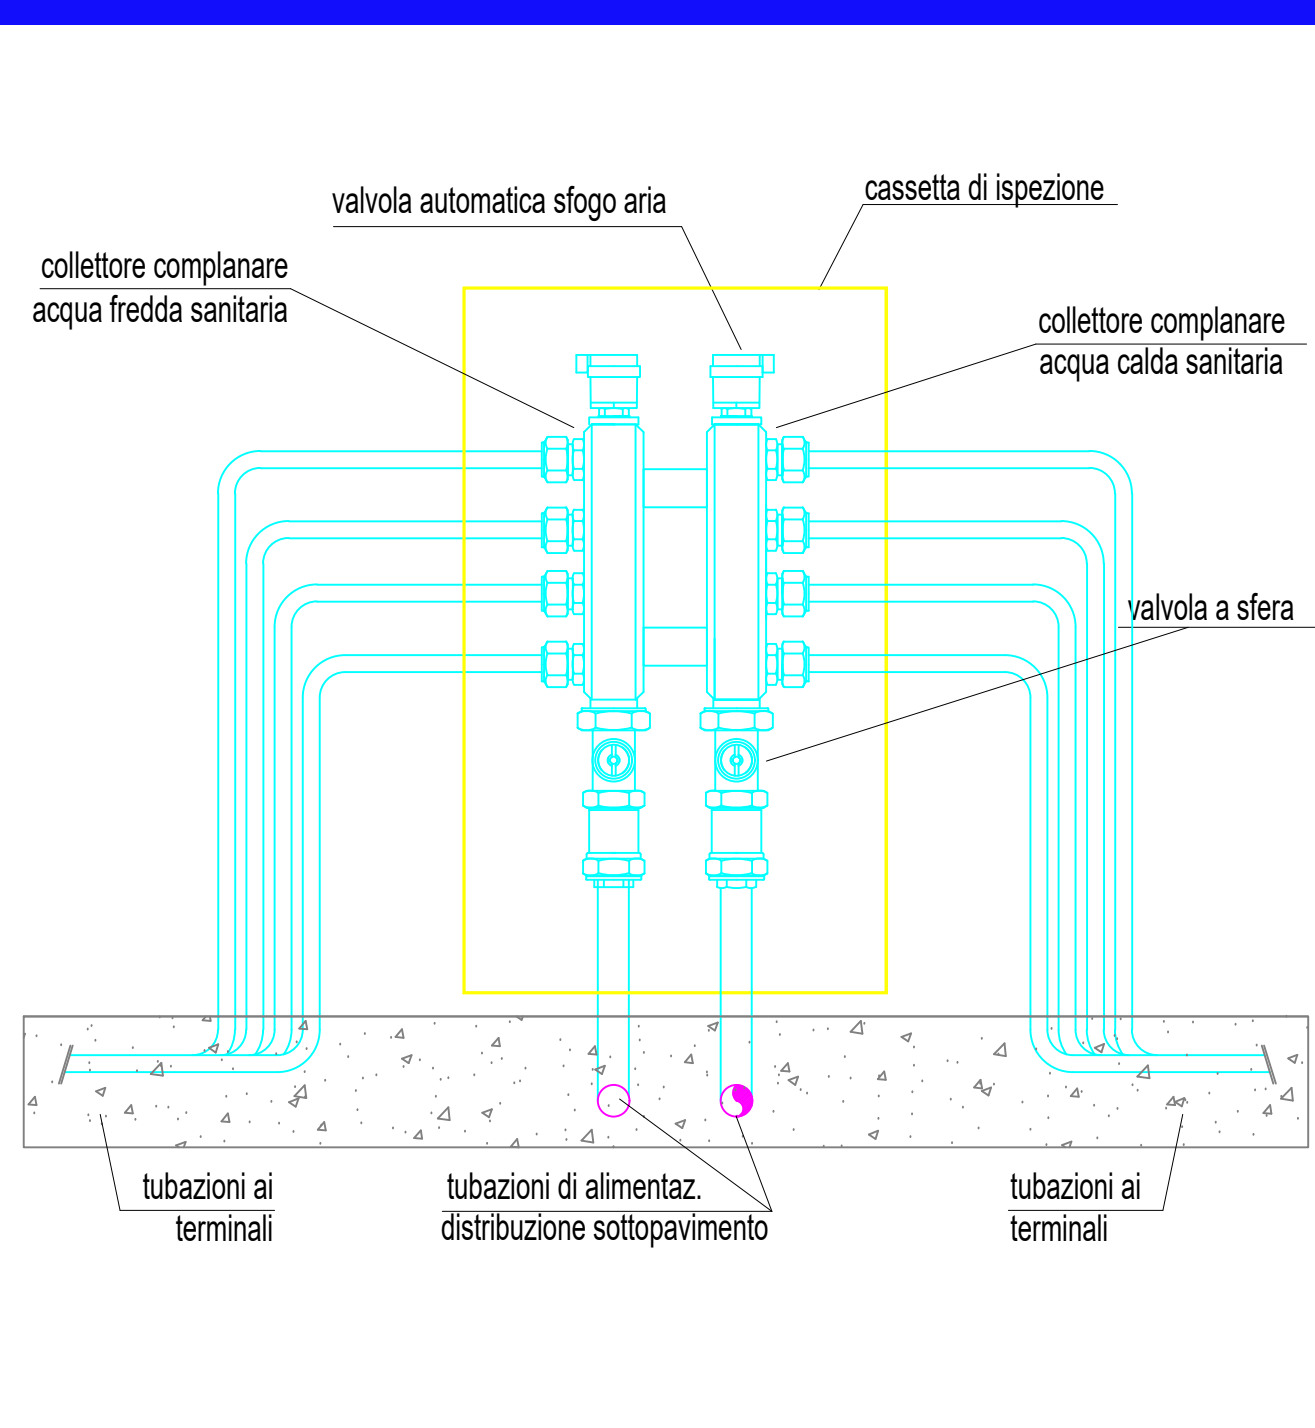 valvola automatica sfogo aria
cassetta di ispezione
collettore complanare
acqua fredda sanitaria
collettore complanare
acqua calda sanitaria
valvola a sfera
tubazioni ai
terminali
tubazioni di alimentaz.
distribuzione sottopavimento
tubazioni ai
terminali